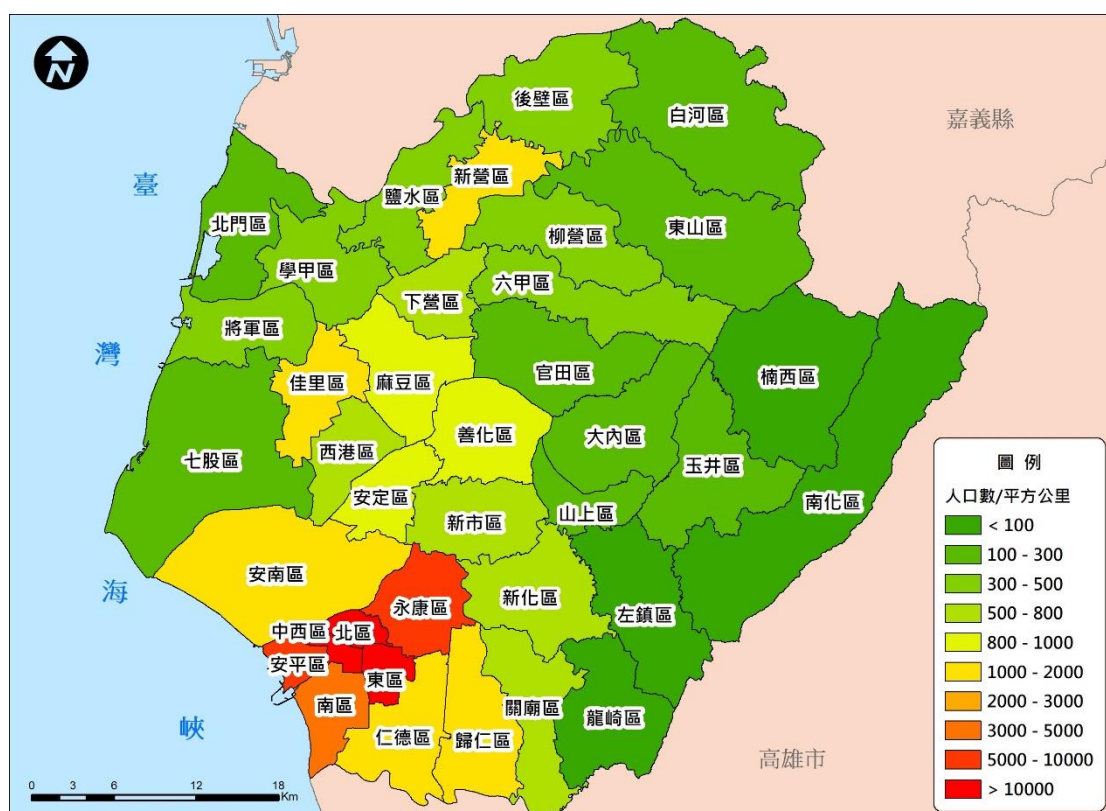 N
後壁區
白河區
嘉義縣
臺
新營區
鹽水區
北門區
柳營區
東山區
學甲區
六甲區
下營區
將軍區
灣
佳里區
麻豆區
官田區
楠西區
善化區
大內區
西港區
七股區
玉井區
安定區
南化區
新市區
山上區
安南區
海
永康區
新化區
左鎮區
中西區
北區
安平區
東區
南區
關廟區
龍崎區
峽
仁德區
歸仁區
高雄市
圖 例
人口數/平方公里
< 100
100 - 300
300 - 500
500 - 800
800 - 1000
1000 - 2000
2000 - 3000
3000 - 5000
5000 - 10000
> 10000
0 3 6 12 18
Km